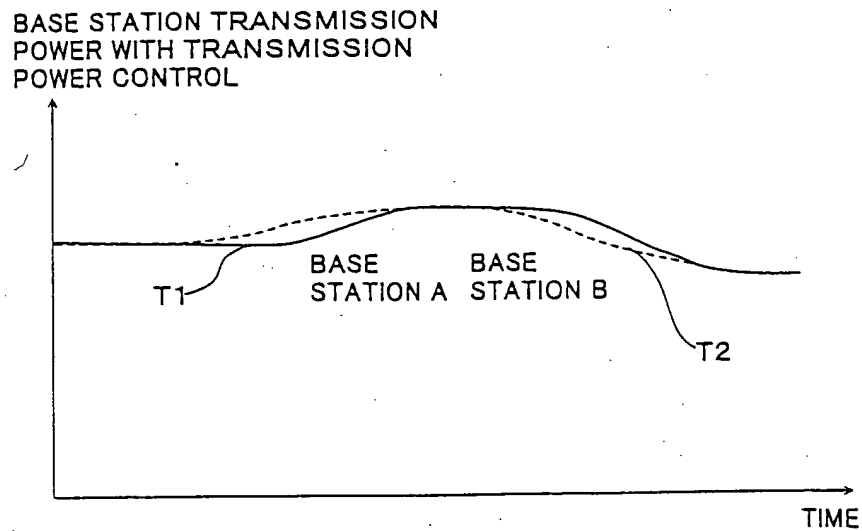 BASE STATION TRANSMISSION
POWER WITH TRANSMISSION
POWER CONTROL
BASE
STATION A
BASE
STATION B
T1
T2
TIME